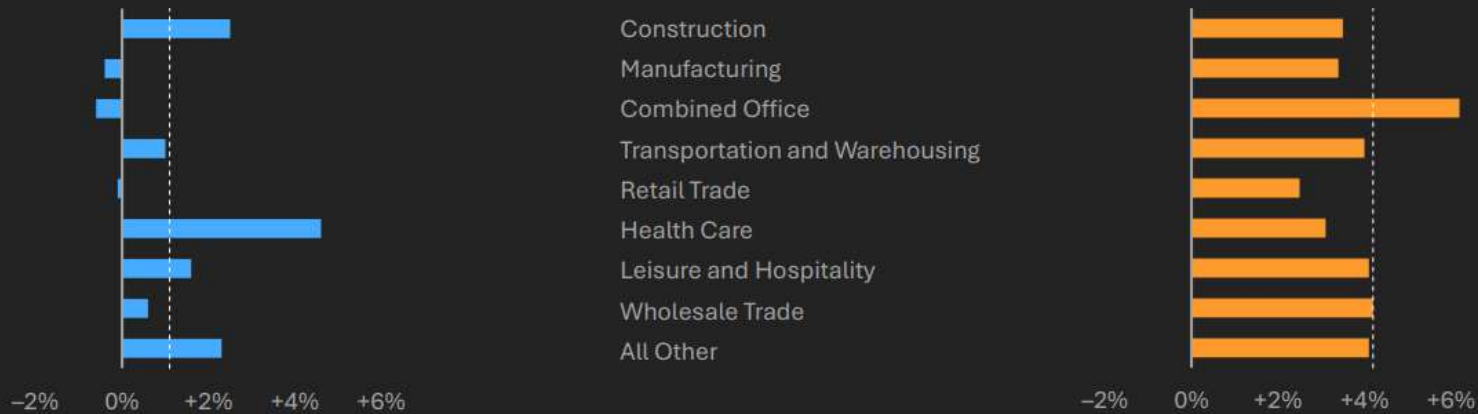 Construction
Manufacturing
Combined Office
Transportation and Warehousing
Retail Trade
Health Care
Leisure and Hospitality
Wholesale Trade
All Other
–2% 0% +2% +4% +6%
–2% 0% +2% +4% +6%